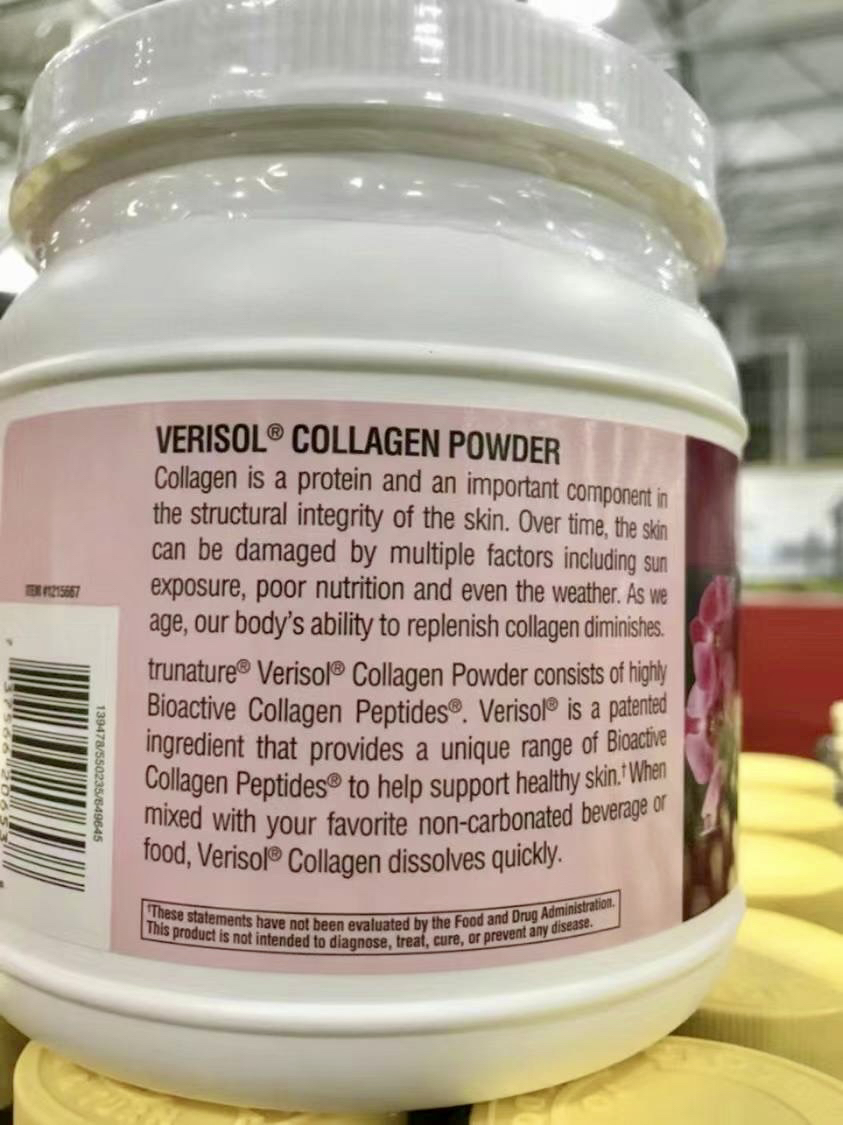 VERISOL® COLLAGEN POWDER
Collagen is a protein and an important component in
the structural integrity of the skin. Over time, the skin
can be damaged by multiple factors including sun
exposure, poor nutrition and even the weather. As we
age, our body's ability to replenish collagen diminishes.
trunature® Verisol® Collagen Powder consists of highly
Bioactive Collagen Peptides®. Verisol® is a patented
ingredient that provides a unique range of Bioactive
Collagen Peptides® to help support healthy skin.† When
mixed with your favorite non-carbonated beverage or
food, Verisol® Collagen dissolves quickly.
†These statements have not been evaluated by the Food and Drug Administration.
This product is not intended to diagnose, treat, cure, or prevent any disease.
ITEM #1215667
139478/550235/649645